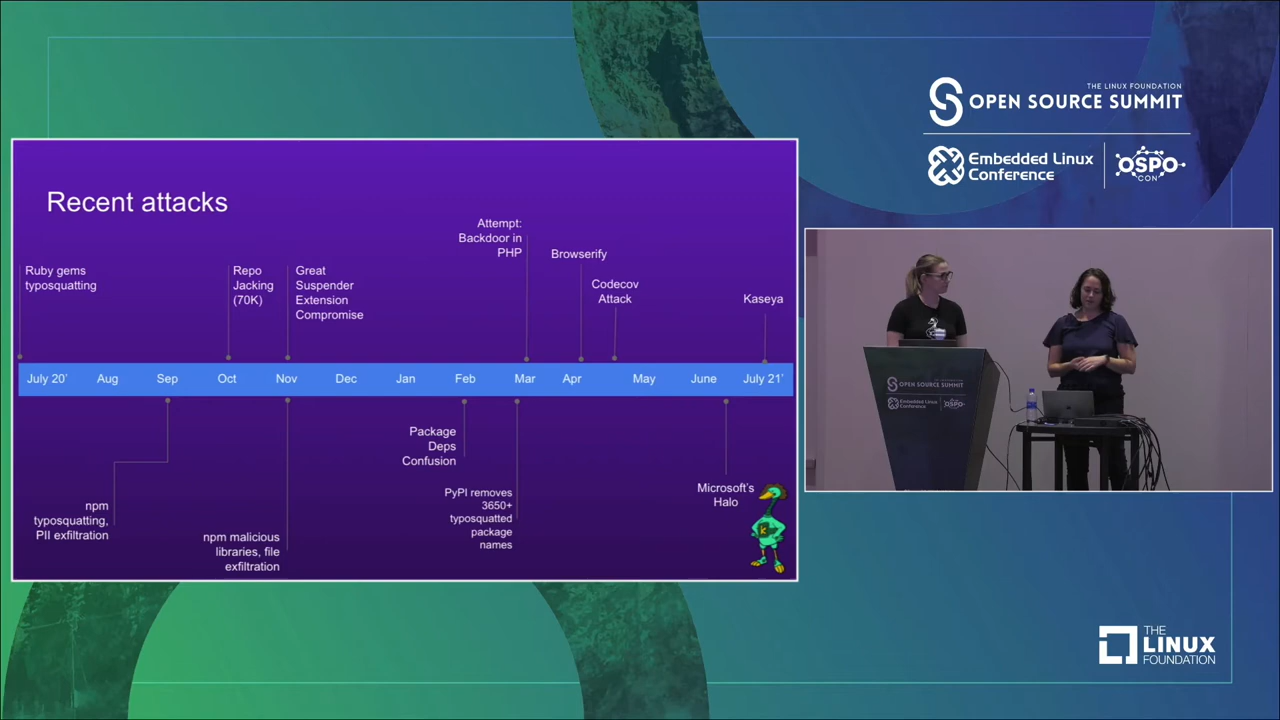 THE LINUX FOUNDATION
OPEN SOURCE SUMMIT
Embedded Linux
Conference
OSPO
CON
Recent attacks
Attempt:
Backdoor in
PHP
Browserify
Ruby gems
typosquatting
Repo
Jacking
(70K)
Great
Suspender
Extension
Compromise
Codecov
Attack
Kaseya
July 20’
Aug
Sep
Oct
Nov
Dec
Jan
Feb
Mar
Apr
May
June
July 21’
npm
typosquatting,
PII exfiltration
npm malicious
libraries, file
exfiltration
Package
Deps
Confusion
PyPI removes
3650+
typosquatted
package
names
Microsoft’s
Halo
OPEN SOURCE SUMMIT
Embedded Linux
Conference
THE
LINUX
FOUNDATION